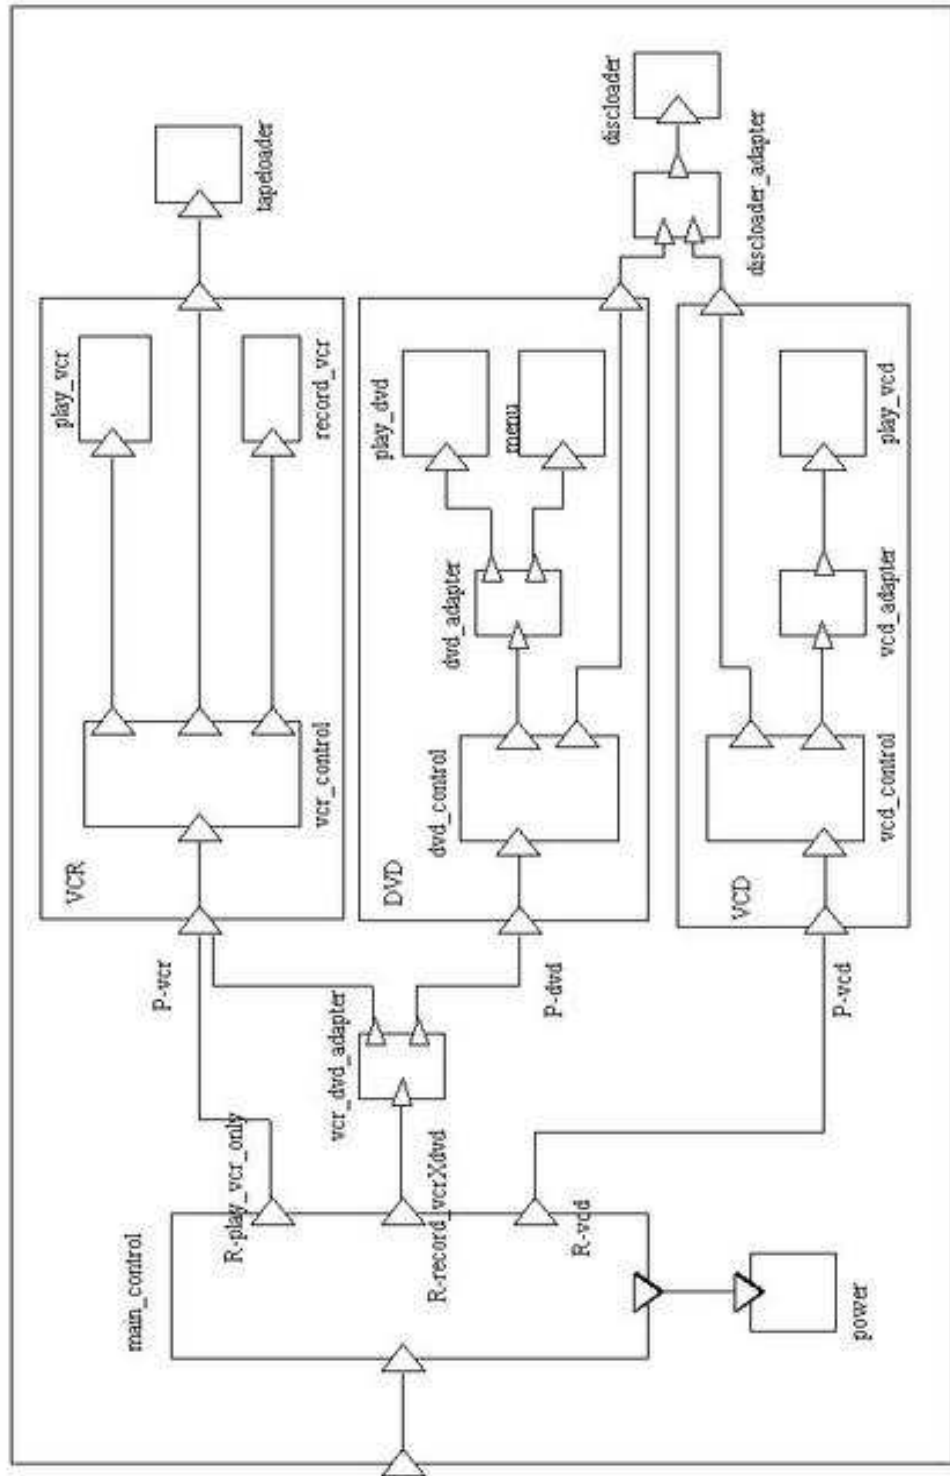 main_control
R-play_vcr_only
R-record_vcrXdvd
R-vcd
power
vcr_dvd_adapter
P-vcr
P-dvd
P-vcd
VCR
vcr_control
play_vcr
record_vcr
tapeloader
DVD
dvd_control
dvd_adapter
play_dvd
menu
VCD
vcd_control
vcd_adapter
play_vcd
discloader
discloader_adapter